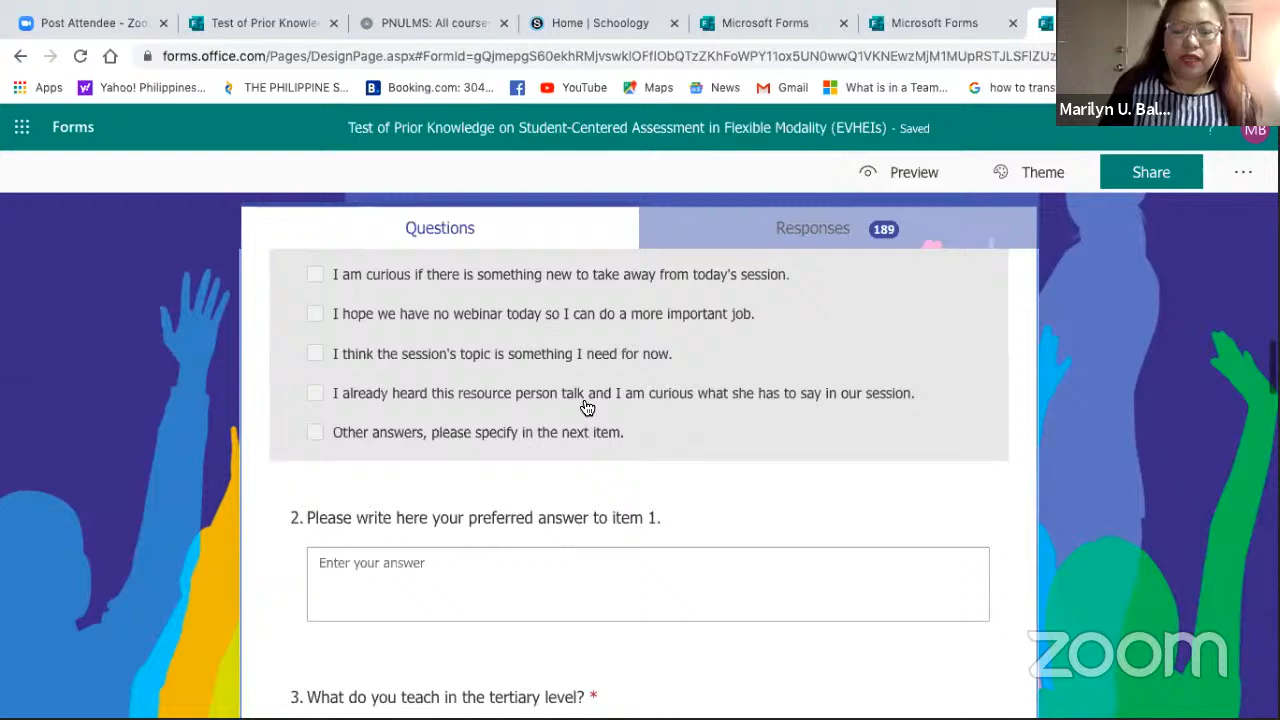 Post Attendee - Zoo
Test of Prior Knowle
PNULMS: All course
Home | Schoology
Microsoft Forms
Microsoft Forms
forms.office.com/Pages/DesignPage.aspx#FormId=
Apps
Yahoo! Philippines...
THE PHILIPPINE S...
Booking.com: 304...
YouTube
Maps
News
Gmail
What is in a Team...
how to trans
Marilyn U. Bal...
Forms
Test of Prior Knowledge on Student-Centered Assessment in Flexible Modality (EVHEIs) - Saved
?
MB
Preview
Theme
Share
Questions
Responses 189
I am curious if there is something new to take away from today's session.
I hope we have no webinar today so I can do a more important job.
I think the session's topic is something I need for now.
I already heard this resource person talk and I am curious what she has to say in our session.
Other answers, please specify in the next item.
2. Please write here your preferred answer to item 1.
Enter your answer
zoom
3. What do you teach in the tertiary level? *